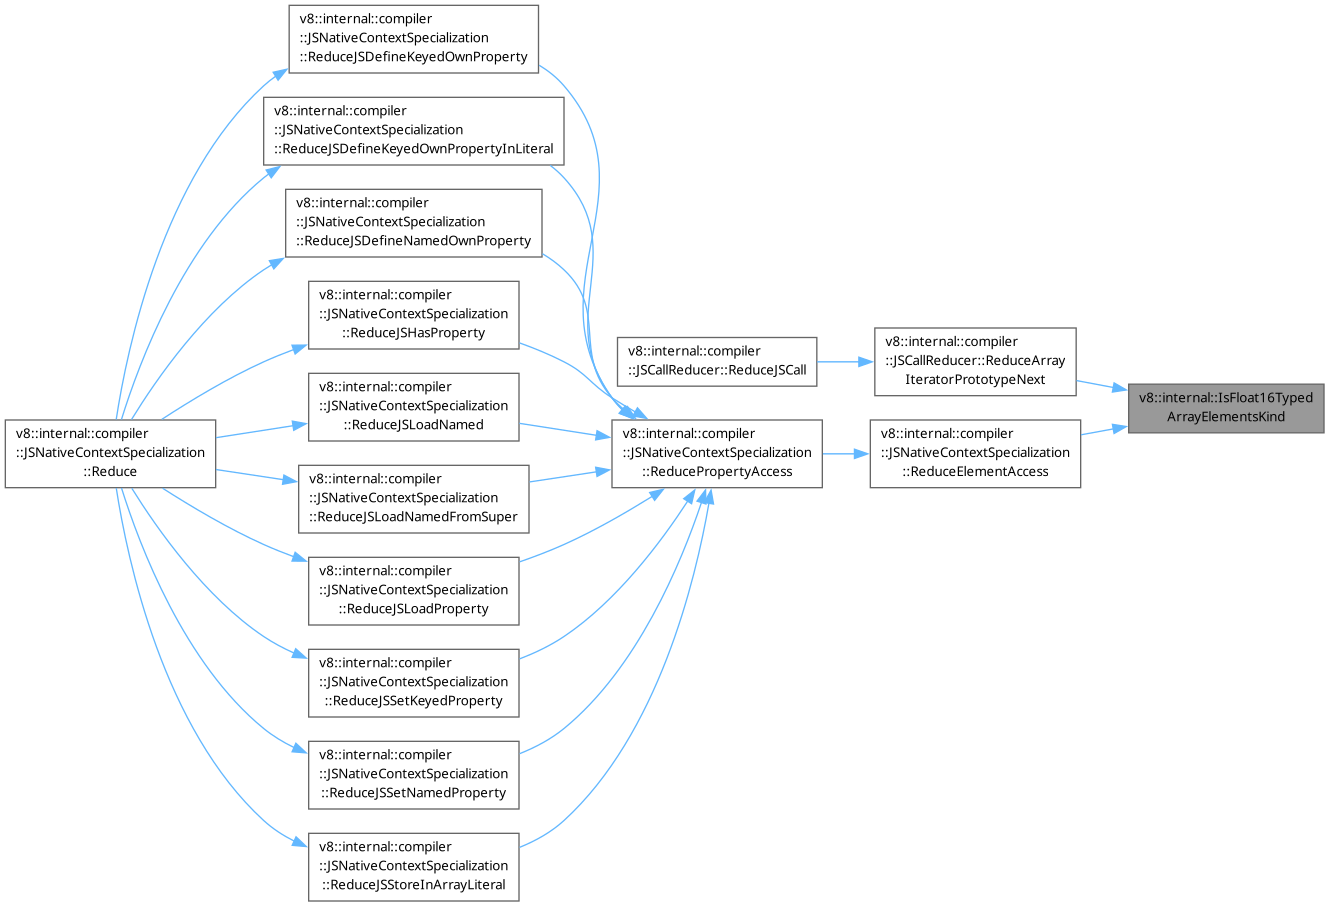 v8::internal::compiler
::JSNativeContextSpecialization
::ReduceJSDefineKeyedOwnProperty
v8::internal::compiler
::JSNativeContextSpecialization
::ReduceJSDefineKeyedOwnPropertyInLiteral
v8::internal::compiler
::JSNativeContextSpecialization
::ReduceJSDefineNamedOwnProperty
v8::internal::compiler
::JSNativeContextSpecialization
::ReduceJSHasProperty
v8::internal::compiler
::JSNativeContextSpecialization
::ReduceJSLoadNamed
v8::internal::compiler
::JSNativeContextSpecialization
::ReduceJSLoadNamedFromSuper
v8::internal::compiler
::JSNativeContextSpecialization
::ReduceJSLoadProperty
v8::internal::compiler
::JSNativeContextSpecialization
::ReduceJSSetKeyedProperty
v8::internal::compiler
::JSNativeContextSpecialization
::ReduceJSSetNamedProperty
v8::internal::compiler
::JSNativeContextSpecialization
::ReduceJSStoreInArrayLiteral
v8::internal::compiler
::JSNativeContextSpecialization
::Reduce
v8::internal::compiler
::JSCallReducer::ReduceJSCall
v8::internal::compiler
::JSNativeContextSpecialization
::ReducePropertyAccess
v8::internal::compiler
::JSCallReducer::ReduceArray
IteratorPrototypeNext
v8::internal::compiler
::JSNativeContextSpecialization
::ReduceElementAccess
v8::internal::IsFloat16Typed
ArrayElementsKind